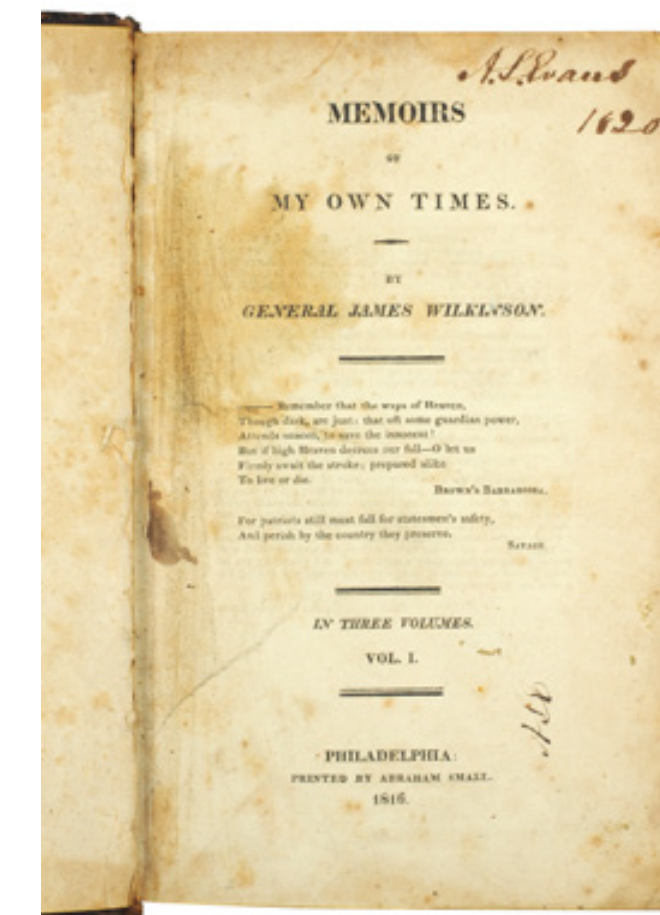 A. S. Evans
1820
MEMOIRS
OF
MY OWN TIMES.
BY
GENERAL JAMES WILKINSON.
Remember that the ways of Heaven,
Though dark, are just: that oft some guardian power,
Attends unseen, to save the innocent!
But if high Heaven decrees our fall—O let us
Firmly await the stroke; prepared alike
To live or die.
BROWN'S BARBAROSSA.
For patriots still must fall for statesmen's safety,
And perish by the country they preserve.
SAVAGE.
IN THREE VOLUMES.
VOL. I.
PHILADELPHIA:
PRINTED BY ABRAHAM SMALL.
1816.